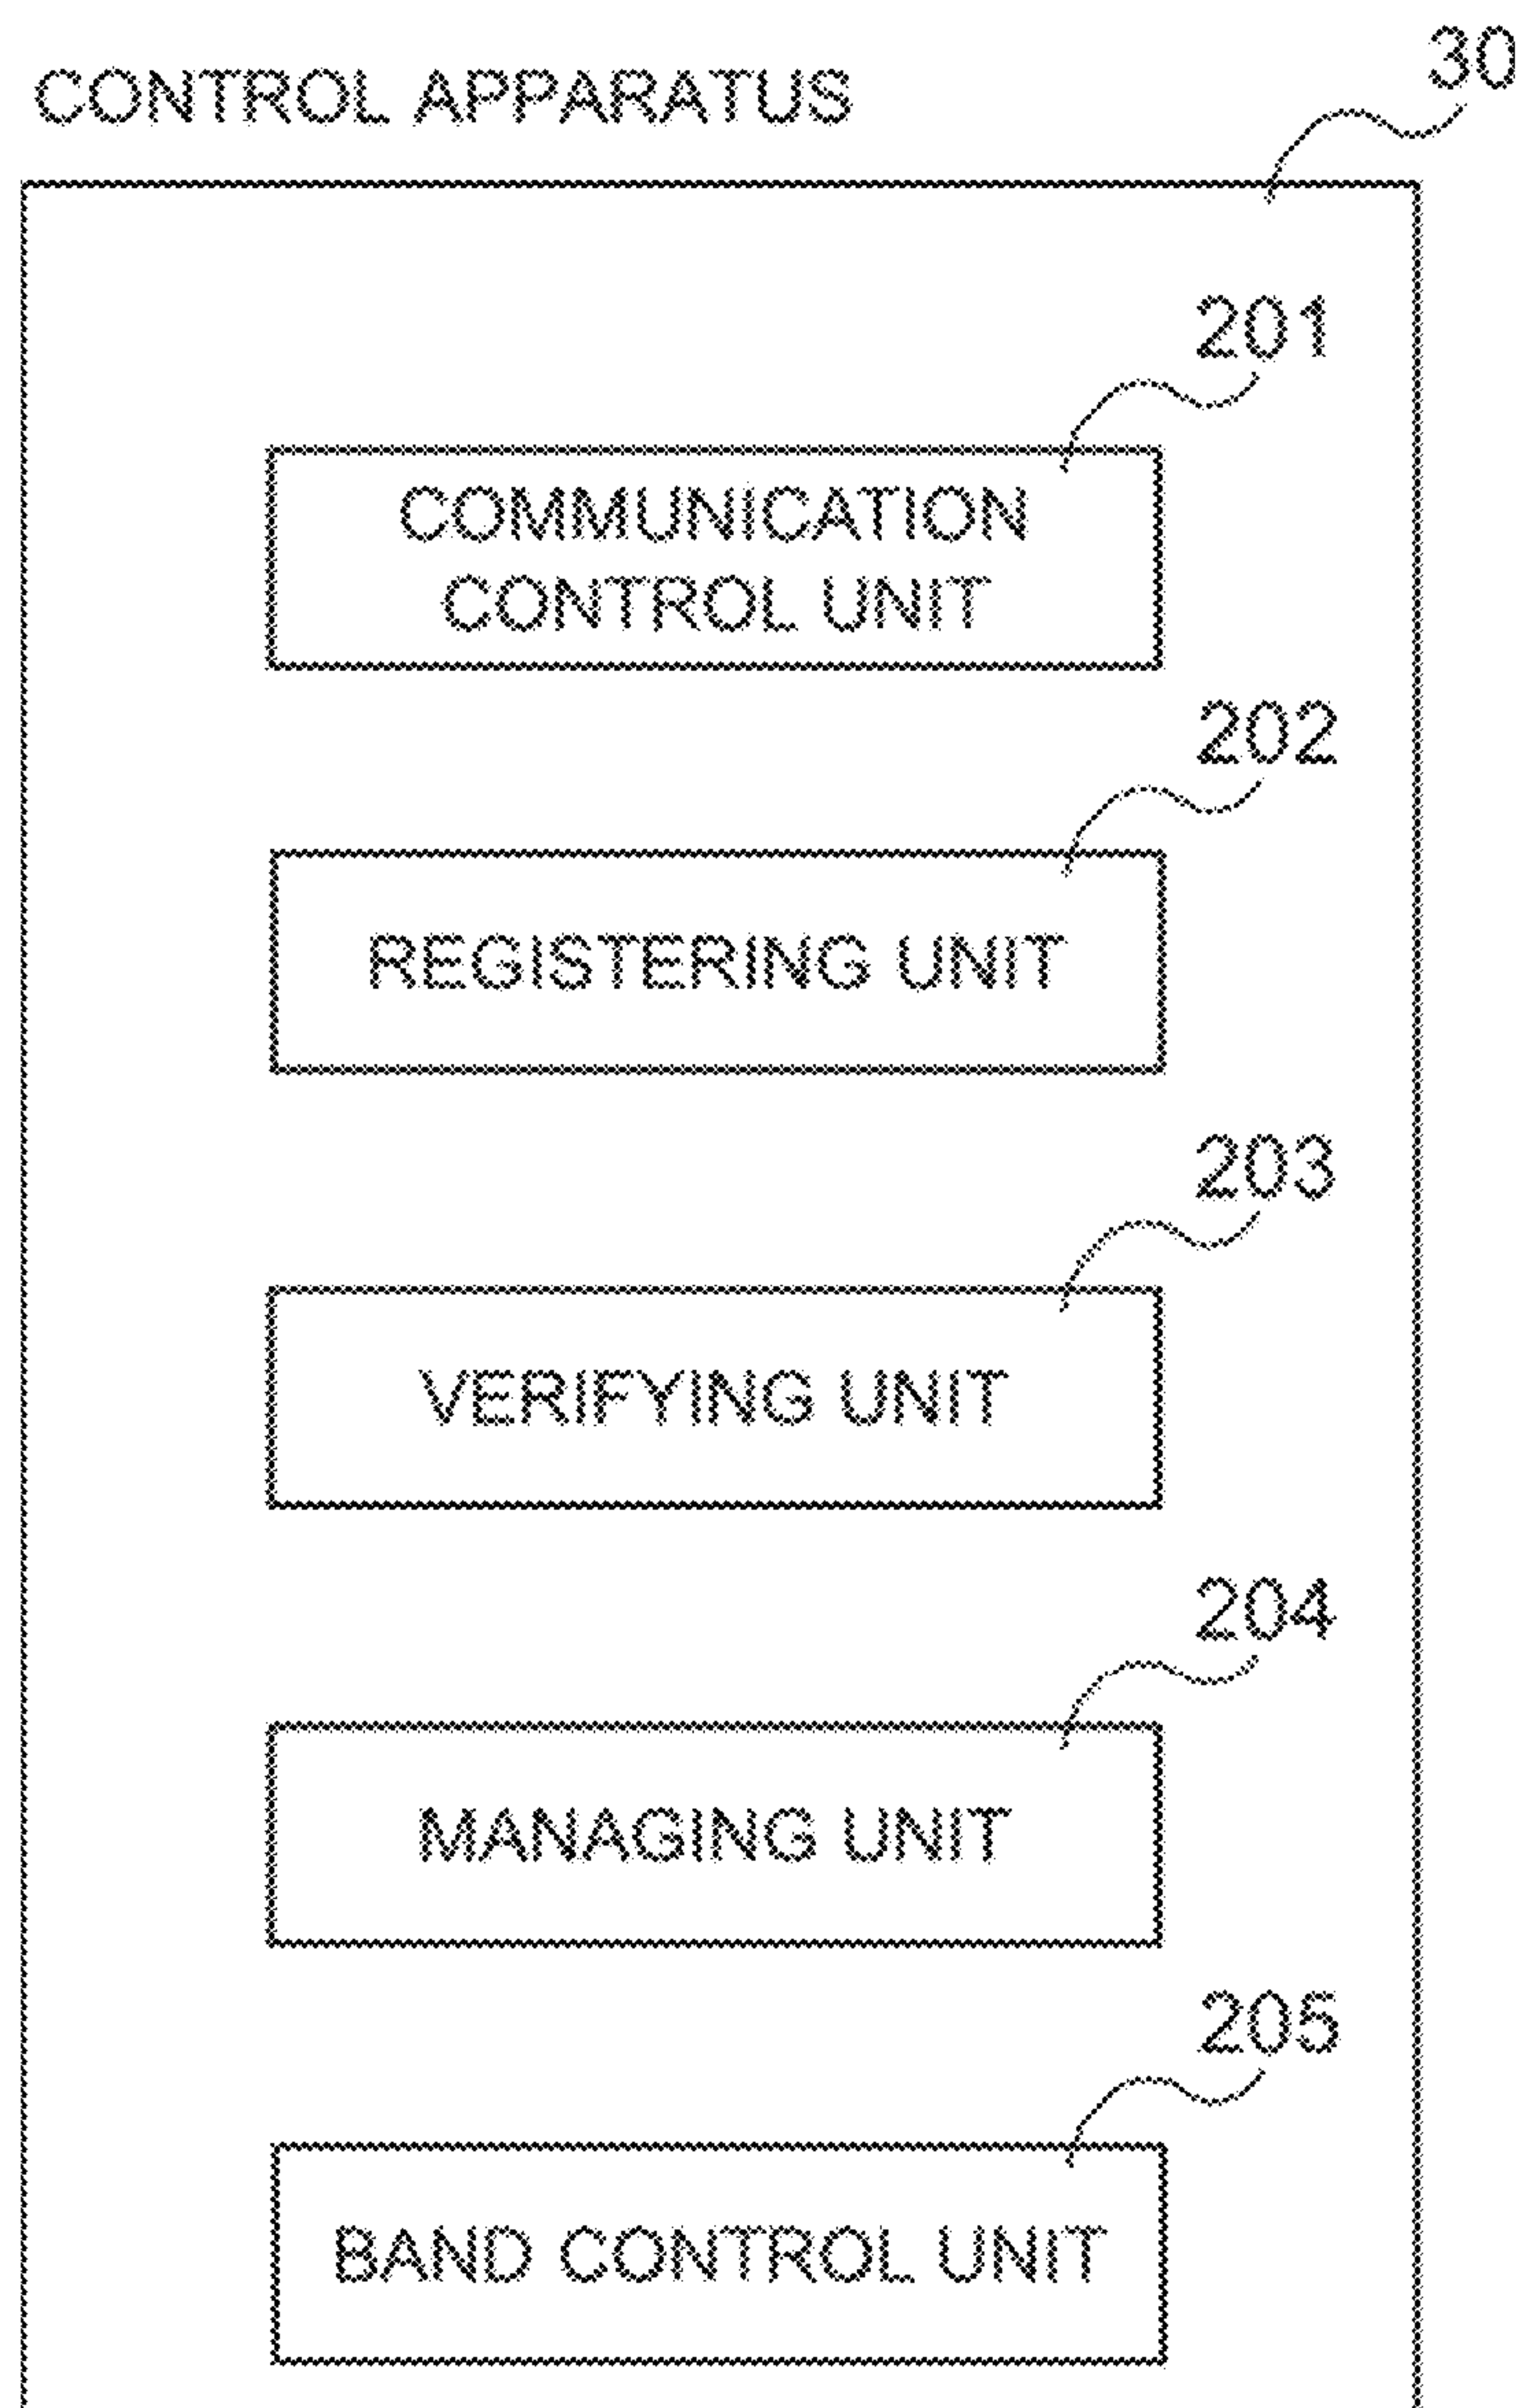 CONTROL APPARATUS
30
201
COMMUNICATION
CONTROL UNIT
202
REGISTERING UNIT
203
VERIFYING UNIT
204
MANAGING UNIT
205
BAND CONTROL UNIT